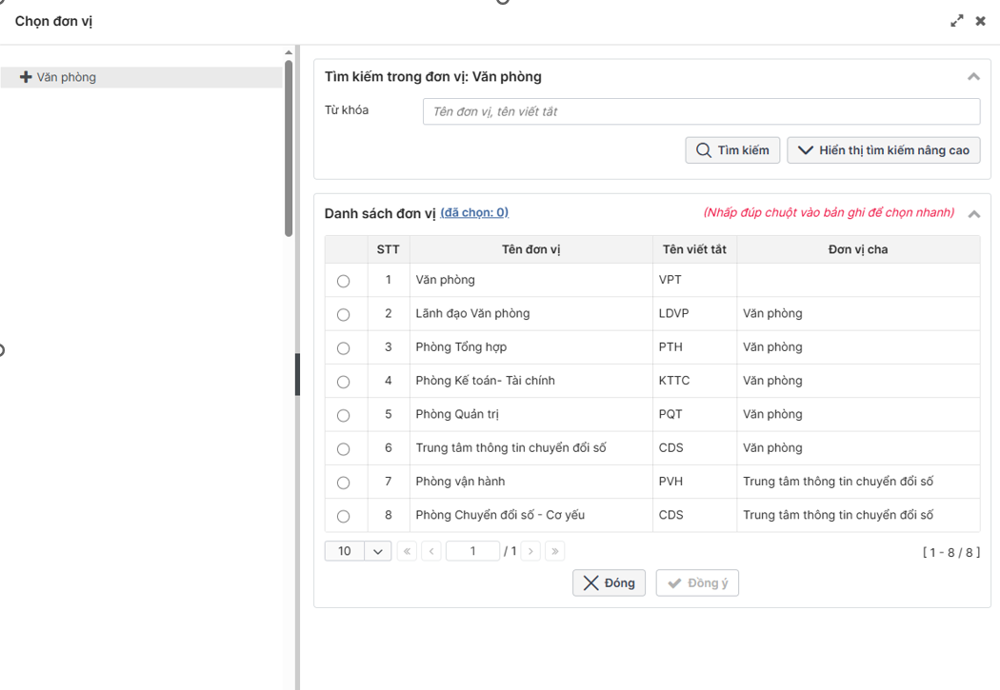 Chọn đơn vị
Văn phòng
Tìm kiếm trong đơn vị: Văn phòng
Từ khóa
Tên đơn vị, tên viết tắt
Tìm kiếm
Hiển thị tìm kiếm nâng cao
Danh sách đơn vị (đã chọn: 0)
(Nhấp đúp chuột vào bản ghi để chọn nhanh)
STT Tên đơn vị Tên viết tắt Đơn vị cha
1 Văn phòng VPT
2 Lãnh đạo Văn phòng LDVP Văn phòng
3 Phòng Tổng hợp PTH Văn phòng
4 Phòng Kế toán- Tài chính KTTC Văn phòng
5 Phòng Quản trị PQT Văn phòng
6 Trung tâm thông tin chuyển đổi số CDS Văn phòng
7 Phòng vận hành PVH Trung tâm thông tin chuyển đổi số
8 Phòng Chuyển đổi số - Cơ yếu CDS Trung tâm thông tin chuyển đổi số
10 « ‹ 1 / 1 › » [ 1 - 8 / 8 ]
Đóng
Đồng ý